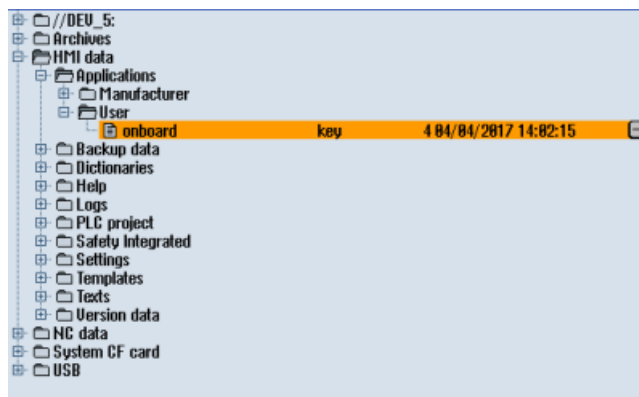 //DEV_5:
Archives
HMI data
Applications
Manufacturer
User
onboard key 4 04/04/2017 14:02:15
Backup data
Dictionaries
Help
Logs
PLC project
Safety Integrated
Settings
Templates
Texts
Version data
NC data
System CF card
USB